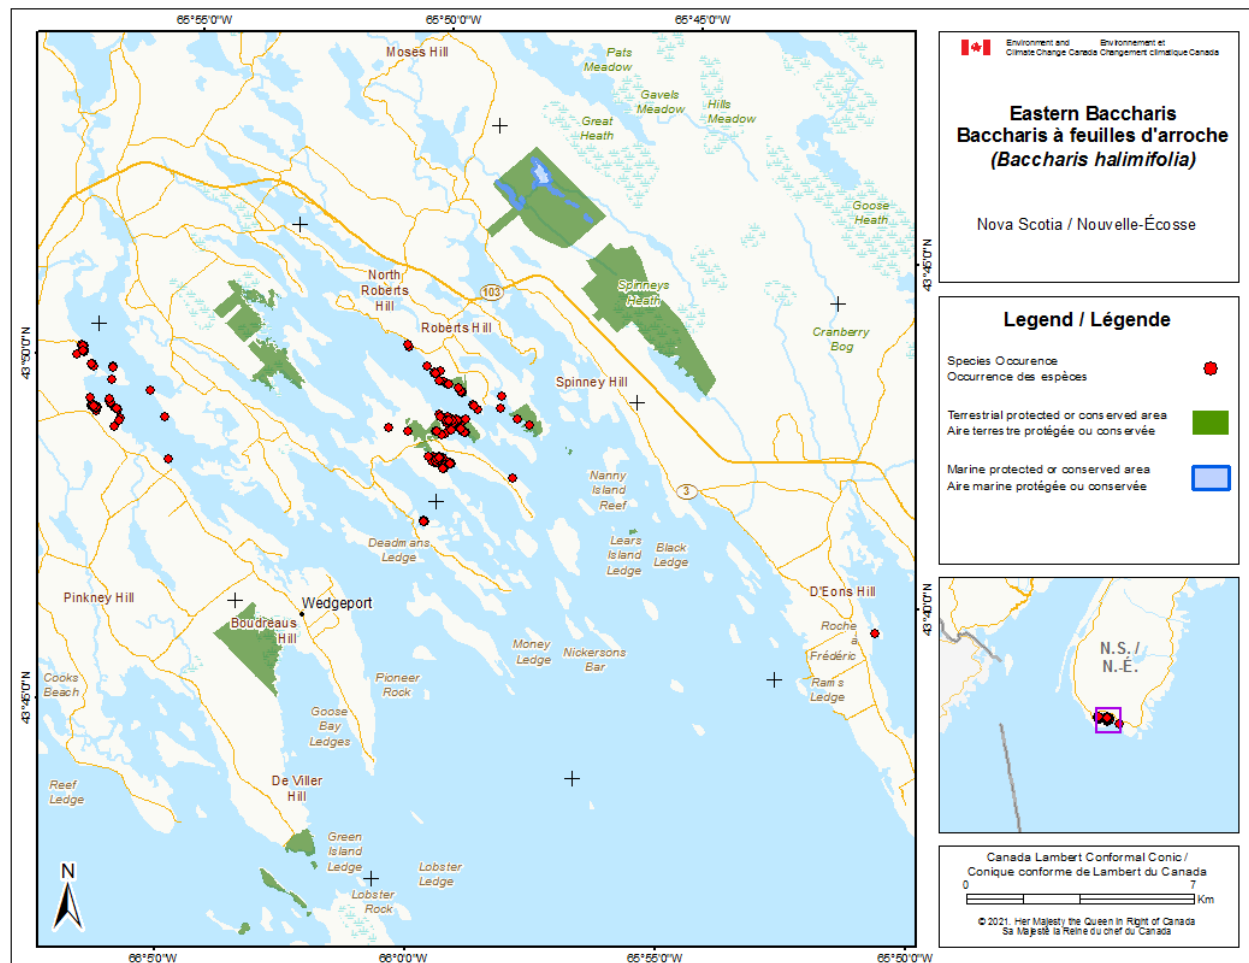 65°55'0"W
65°50'0"W
65°45'0"W
Moses Hill
Pats
Meadow
Gavels
Meadow
Hills
Meadow
Great
Heath
Goose
Heath
43°45'0"N
North
Roberts
Hill
103
Roberts Hill
Spinneys
Heath
Cranberry
Bog
43°50'0"N
Spinney Hill
Nanny
Island
Reef
3
Deadmans
Ledge
Lears
Island
Ledge
Black
Ledge
Pinkney Hill
Wedgeport
Boudreaus
Hill
D'Eons Hill
43°40'0"N
Roche
à
Frédéric
Rams
Ledge
Money
Ledge
Nickersons
Bar
Cooks
Beach
Pioneer
Rock
43°45'0"N
Goose
Bay
Ledges
Reef
Ledge
De Viller
Hill
Green
Island
Ledge
Lobster
Ledge
Lobster
Rock
N
66°5'0"W
66°0'0"W
65°55'0"W
65°50'0"W
Environment and
Climate Change Canada
Environnement et
Changement climatique Canada
Eastern Baccharis
Baccharis à feuilles d'arroche
(Baccharis halimifolia)
Nova Scotia / Nouvelle-Écosse
Legend / Légende
Species Occurence
Occurrence des espèces
Terrestrial protected or conserved area
Aire terrestre protégée ou conservée
Marine protected or conserved area
Aire marine protégée ou conservée
N.S. /
N.-É.
Canada Lambert Conformal Conic /
Conique conforme de Lambert du Canada
0 7
Km
© 2021. Her Majesty the Queen in Right of Canada
Sa Majesté la Reine du chef du Canada